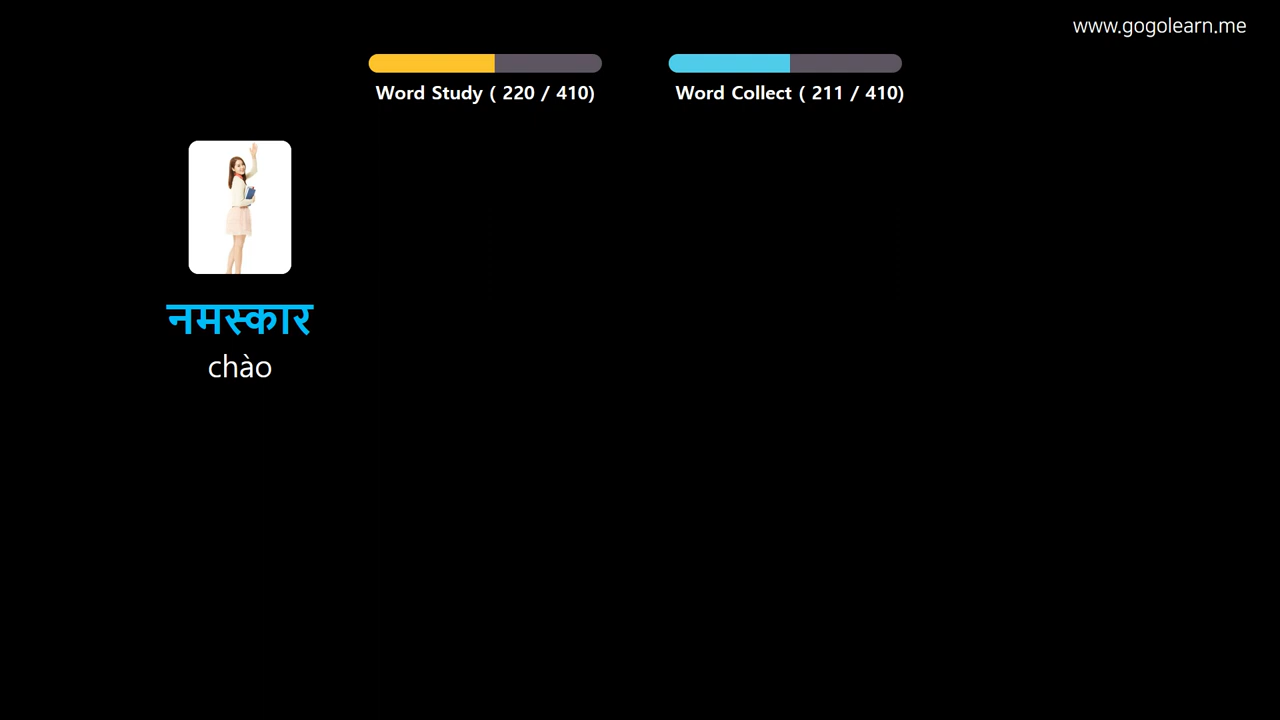 www.gogolearn.me
Word Study ( 220 / 410)
Word Collect ( 211 / 410)
नमस्कार
chào